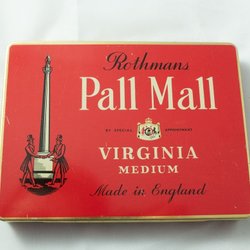 Rothmans
Pall Mall
BY SPECIAL APPOINTMENT
VIRGINIA
MEDIUM
Made in England